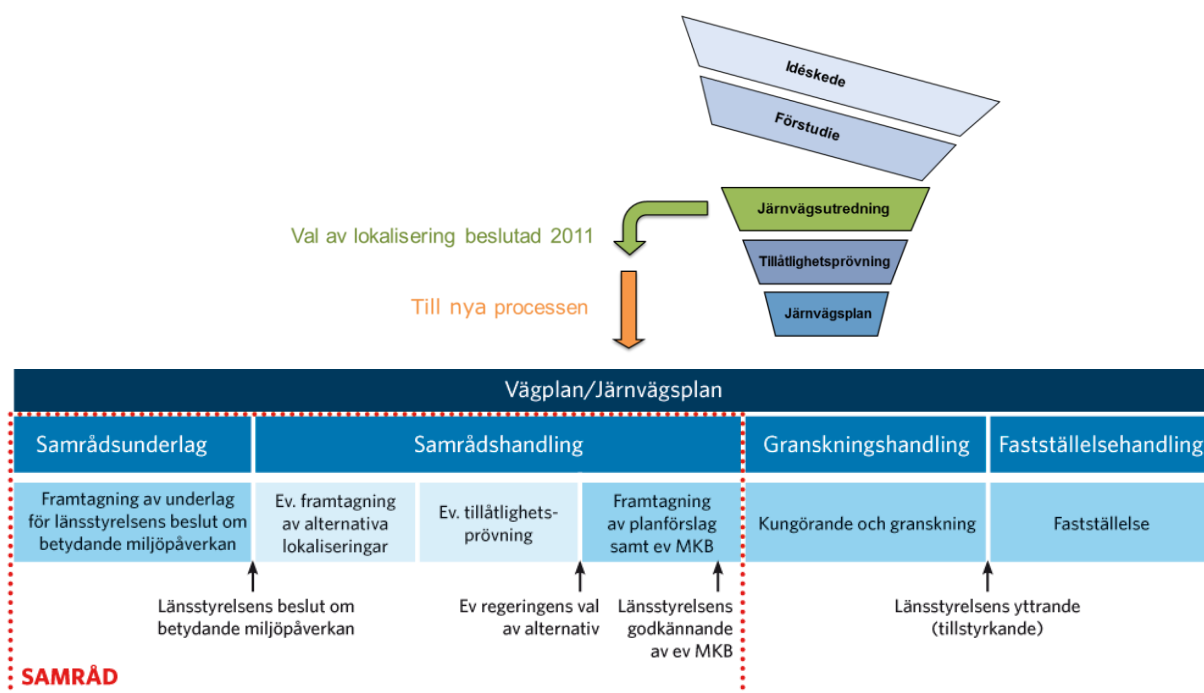 Idéskede
Förstudie
Järnvägsutredning
Val av lokalisering beslutad 2011
Tillåtlighetsprövning
Till nya processen
Järnvägsplan
Vägplan/Järnvägsplan
Samrådsunderlag
Samrådshandling
Granskningshandling
Fastställelsehandling
Framtagning av underlag
för länsstyrelsens beslut om
betydande miljöpåverkan
Ev. framtagning
av alternativa
lokaliseringar
Ev. tillåtlighets-
prövning
Framtagning
av planförslag
samt ev MKB
Kungörande och granskning
Fastställelse
Länsstyrelsens beslut om
betydande miljöpåverkan
Ev regeringens val
av alternativ
Länsstyrelsens
godkännande
av ev MKB
Länsstyrelsens yttrande
(tillstyrkande)
SAMRÅD